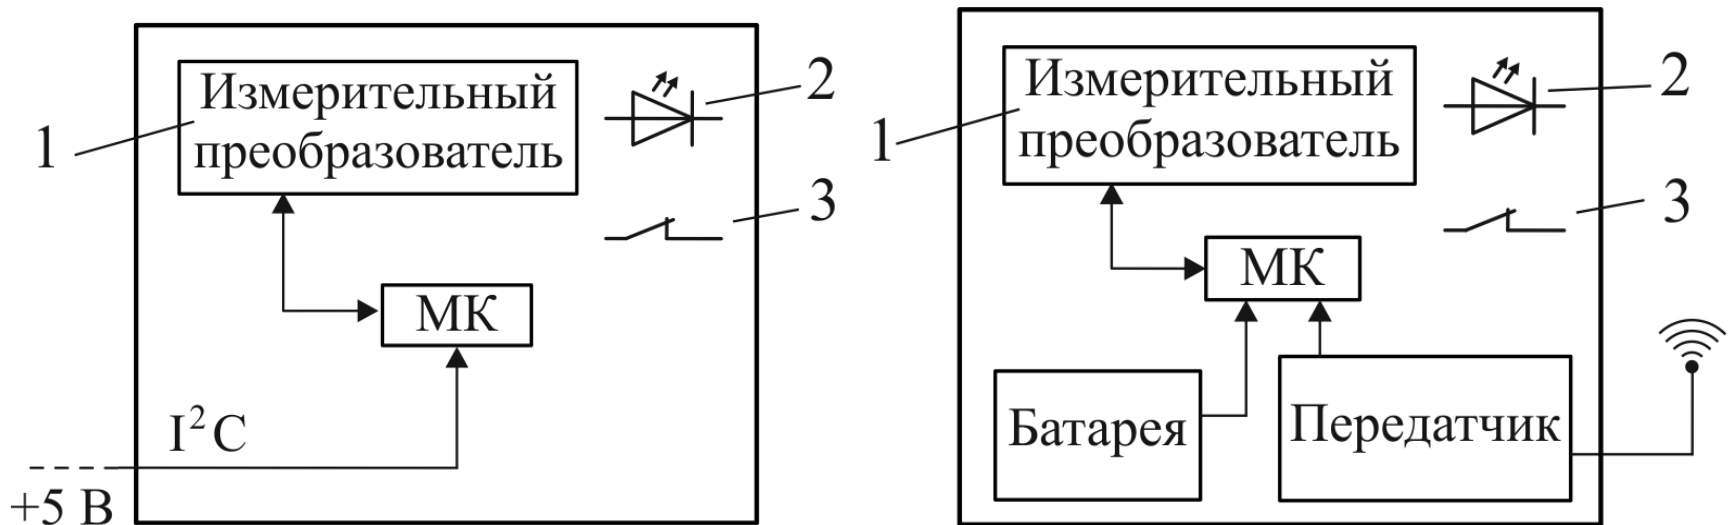 Измерительный
преобразователь
1
2
3
МК
I²C
+5 В
Измерительный
преобразователь
1
2
3
МК
Батарея
Передатчик